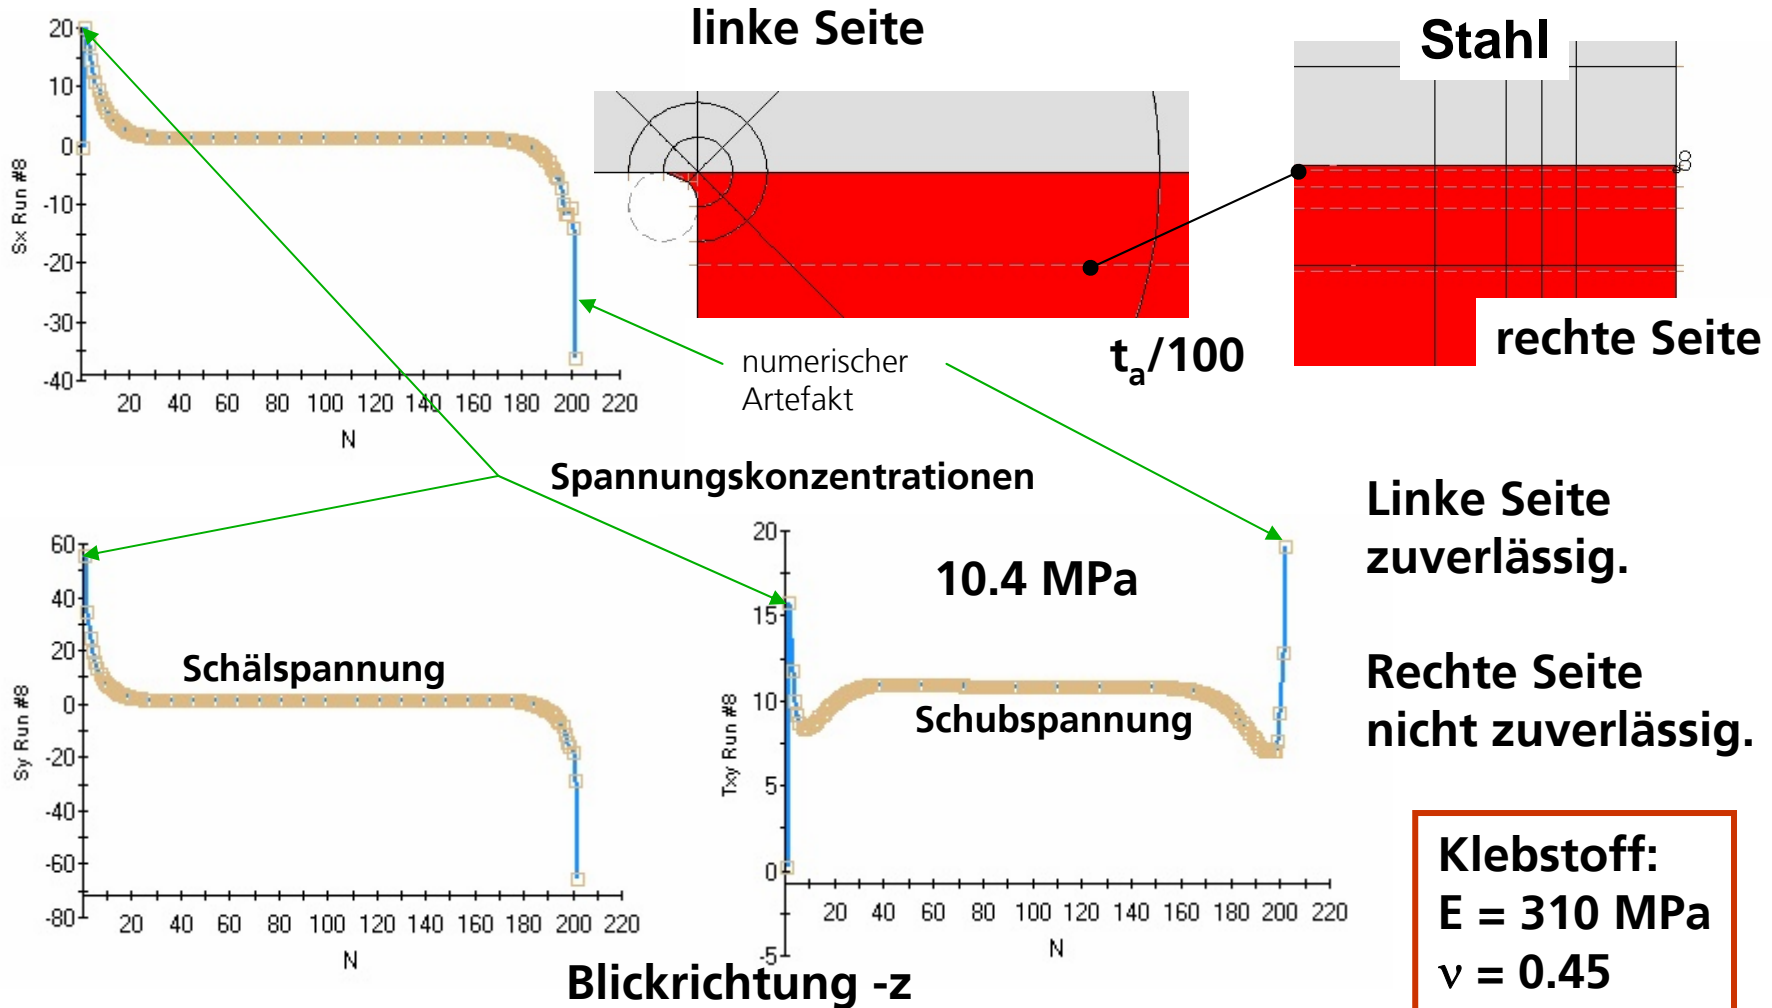 linke Seite
Stahl
rechte Seite
t_a/100
numerischer
Artefakt
Spannungskonzentrationen
20
10
0
-10
-20
-30
-40
Sx Run #8
20 40 60 80 100 120 140 160 180 200 220
N
60
40
20
0
-20
-40
-60
-80
Sy Run #8
Schälspannung
20 40 60 80 100 120 140 160 180 200 220
N
20
15
10
5
0
-5
Txy Run #8
10.4 MPa
Schubspannung
20 40 60 80 100 120 140 160 180 200 220
N
Blickrichtung -z
Linke Seite
zuverlässig.
Rechte Seite
nicht zuverlässig.
Klebstoff:
E = 310 MPa
ν = 0.45